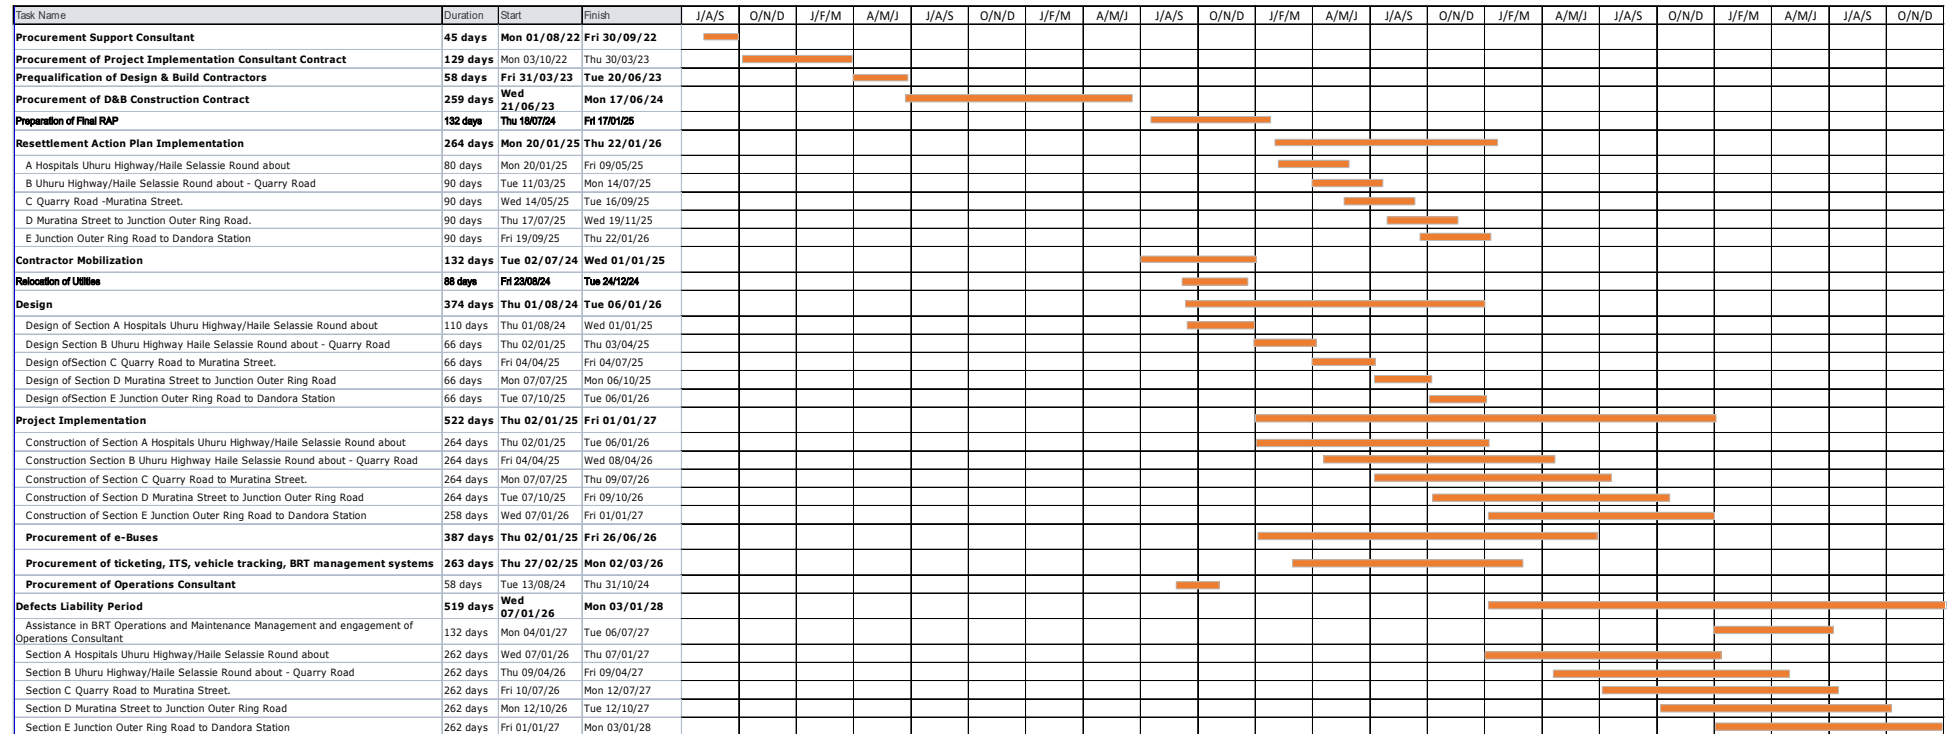 Task Name Duration Start Finish J/A/S O/N/D J/F/M A/M/J J/A/S O/N/D J/F/M A/M/J J/A/S O/N/D J/F/M A/M/J J/A/S O/N/D J/F/M A/M/J J/A/S O/N/D J/F/M A/M/J J/A/S O/N/D
Procurement Support Consultant 45 days Mon 01/08/22 Fri 30/09/22
Procurement of Project Implementation Consultant Contract 129 days Mon 03/10/22 Thu 30/03/23
Prequalification of Design & Build Contractors 58 days Fri 31/03/23 Tue 20/06/23
Procurement of D&B Construction Contract 259 days Wed 21/06/23 Mon 17/06/24
Preparation of Final RAP 132 days Thu 18/07/24 Fri 17/01/25
Resettlement Action Plan Implementation 264 days Mon 20/01/25 Thu 22/01/26
A Hospitals Uhuru Highway/Haile Selassie Round about 80 days Mon 20/01/25 Fri 09/05/25
B Uhuru Highway/Haile Selassie Round about - Quarry Road 90 days Tue 11/03/25 Mon 14/07/25
C Quarry Road -Muratina Street. 90 days Wed 14/05/25 Tue 16/09/25
D Muratina Street to Junction Outer Ring Road. 90 days Thu 17/07/25 Wed 19/11/25
E Junction Outer Ring Road to Dandora Station 90 days Fri 19/09/25 Thu 22/01/26
Contractor Mobilization 132 days Tue 02/07/24 Wed 01/01/25
Relocation of Utilities 88 days Fri 23/08/24 Tue 24/12/24
Design 374 days Thu 01/08/24 Tue 06/01/26
Design of Section A Hospitals Uhuru Highway/Haile Selassie Round about 110 days Thu 01/08/24 Wed 01/01/25
Design Section B Uhuru Highway Haile Selassie Round about - Quarry Road 66 days Thu 02/01/25 Thu 03/04/25
Design ofSection C Quarry Road to Muratina Street. 66 days Fri 04/04/25 Fri 04/07/25
Design of Section D Muratina Street to Junction Outer Ring Road 66 days Mon 07/07/25 Mon 06/10/25
Design ofSection E Junction Outer Ring Road to Dandora Station 66 days Tue 07/10/25 Tue 06/01/26
Project Implementation 522 days Thu 02/01/25 Fri 01/01/27
Construction of Section A Hospitals Uhuru Highway/Haile Selassie Round about 264 days Thu 02/01/25 Tue 06/01/26
Construction Section B Uhuru Highway Haile Selassie Round about - Quarry Road 264 days Fri 04/04/25 Wed 08/04/26
Construction of Section C Quarry Road to Muratina Street. 264 days Mon 07/07/25 Thu 09/07/26
Construction of Section D Muratina Street to Junction Outer Ring Road 264 days Tue 07/10/25 Fri 09/10/26
Construction of Section E Junction Outer Ring Road to Dandora Station 258 days Wed 07/01/26 Fri 01/01/27
Procurement of e-Buses 387 days Thu 02/01/25 Fri 26/06/26
Procurement of ticketing, ITS, vehicle tracking, BRT management systems 263 days Thu 27/02/25 Mon 02/03/26
Procurement of Operations Consultant 58 days Tue 13/08/24 Thu 31/10/24
Defects Liability Period 519 days Wed 07/01/26 Mon 03/01/28
Assistance in BRT Operations and Maintenance Management and engagement of
Operations Consultant 132 days Mon 04/01/27 Tue 06/07/27
Section A Hospitals Uhuru Highway/Haile Selassie Round about 262 days Wed 07/01/26 Thu 07/01/27
Section B Uhuru Highway/Haile Selassie Round about - Quarry Road 262 days Thu 09/04/26 Fri 09/04/27
Section C Quarry Road to Muratina Street. 262 days Fri 10/07/26 Mon 12/07/27
Section D Muratina Street to Junction Outer Ring Road 262 days Mon 12/10/26 Tue 12/10/27
Section E Junction Outer Ring Road to Dandora Station 262 days Fri 01/01/27 Mon 03/01/28